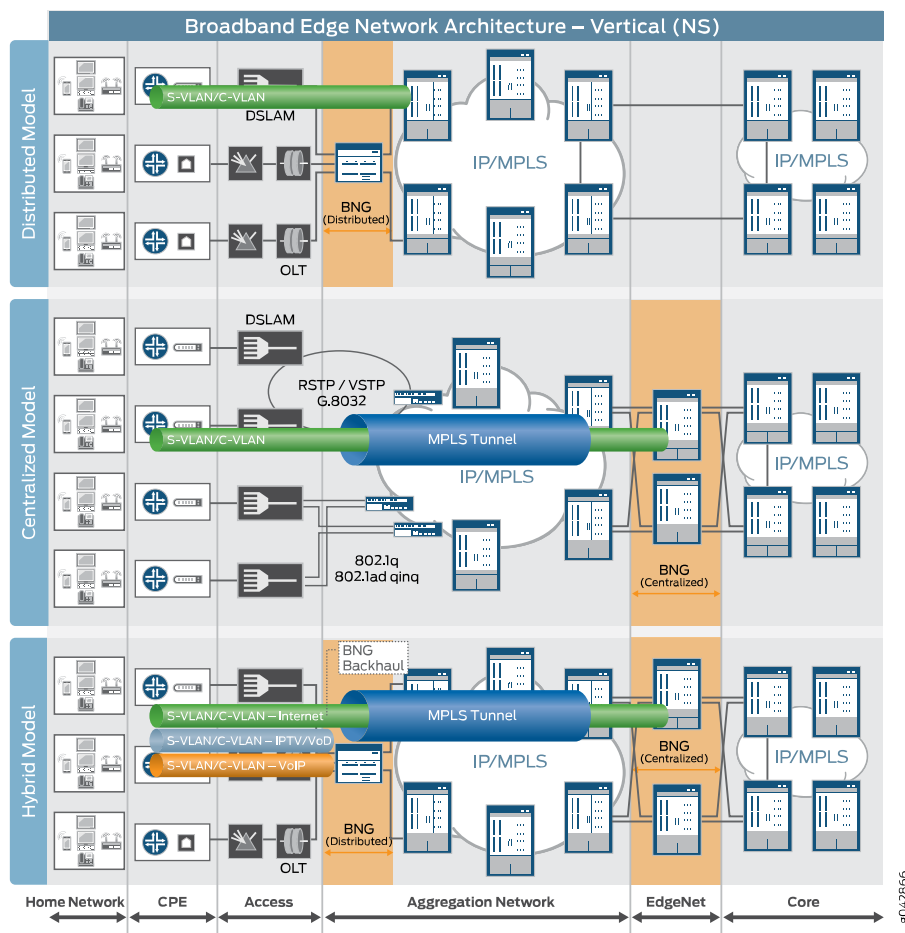 Broadband Edge Network Architecture – Vertical (NS)
Distributed Model
S-VLAN/C-VLAN
DSLAM
IP/MPLS
IP/MPLS
BNG
(Distributed)
OLT
Centralized Model
DSLAM
RSTP / VSTP
G.8032
S-VLAN/C-VLAN
MPLS Tunnel
IP/MPLS
IP/MPLS
802.1q
802.1ad qinq
BNG
(Centralized)
Hybrid Model
BNG
Backhaul
S-VLAN/C-VLAN – Internet
MPLS Tunnel
S-VLAN/C-VLAN – IPTV/VoD
S-VLAN/C-VLAN – VoIP
IP/MPLS
BNG
(Centralized)
IP/MPLS
BNG
(Distributed)
OLT
Home Network
CPE
Access
Aggregation Network
EdgeNet
Core
g042866